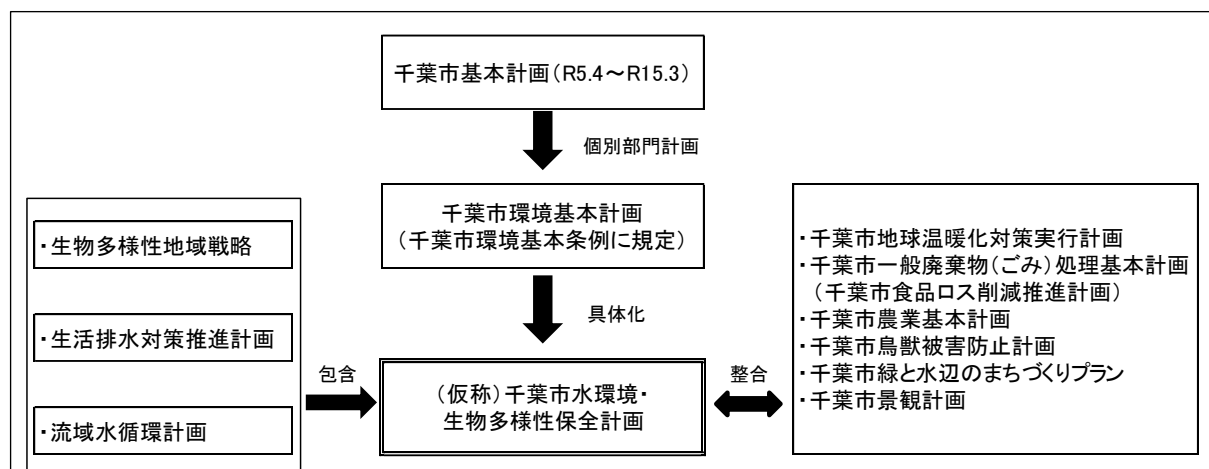 千葉市基本計画(R5.4～R15.3)
個別部門計画
千葉市環境基本計画
(千葉市環境基本条例に規定)
具体化
・生物多様性地域戦略
・生活排水対策推進計画
・流域水循環計画
包含
(仮称)千葉市水環境・
生物多様性保全計画
整合
・千葉市地球温暖化対策実行計画
・千葉市一般廃棄物(ごみ)処理基本計画
(千葉市食品ロス削減推進計画)
・千葉市農業基本計画
・千葉市鳥獣被害防止計画
・千葉市緑と水辺のまちづくりプラン
・千葉市景観計画